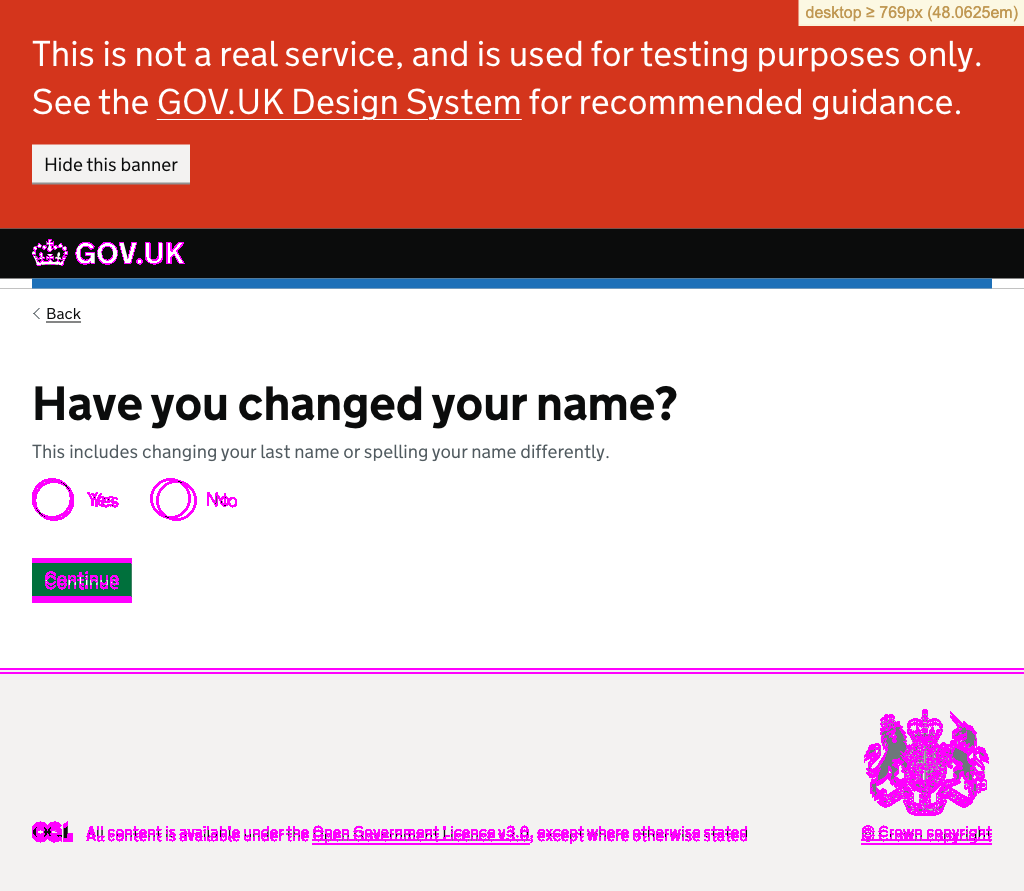 desktop ≥ 769px (48.0625em)
This is not a real service, and is used for testing purposes only.
See the GOV.UK Design System for recommended guidance.
Hide this banner
GOV.UK
Back
Have you changed your name?
This includes changing your last name or spelling your name differently.
Yes No
Continue
OGL All content is available under the Open Government Licence v3.0, except where otherwise stated © Crown copyright